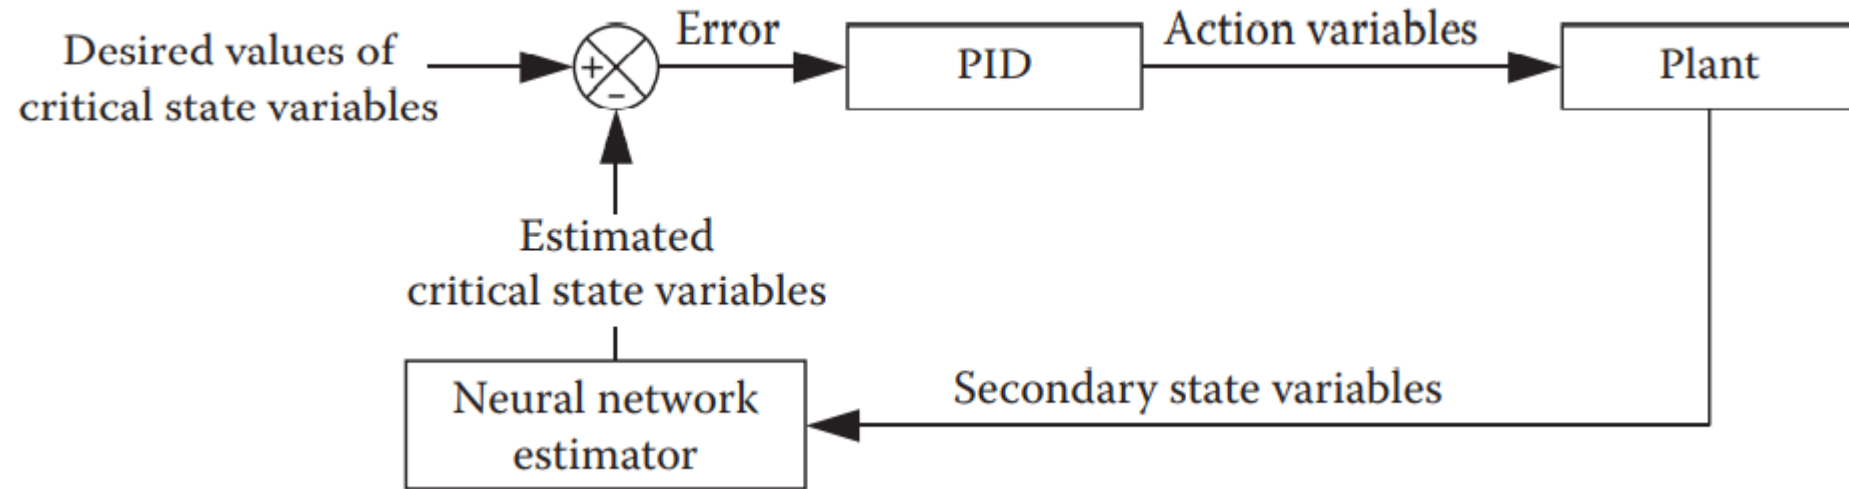 Desired values of
critical state variables
+
−
Error
PID
Action variables
Plant
Estimated
critical state variables
Neural network
estimator
Secondary state variables